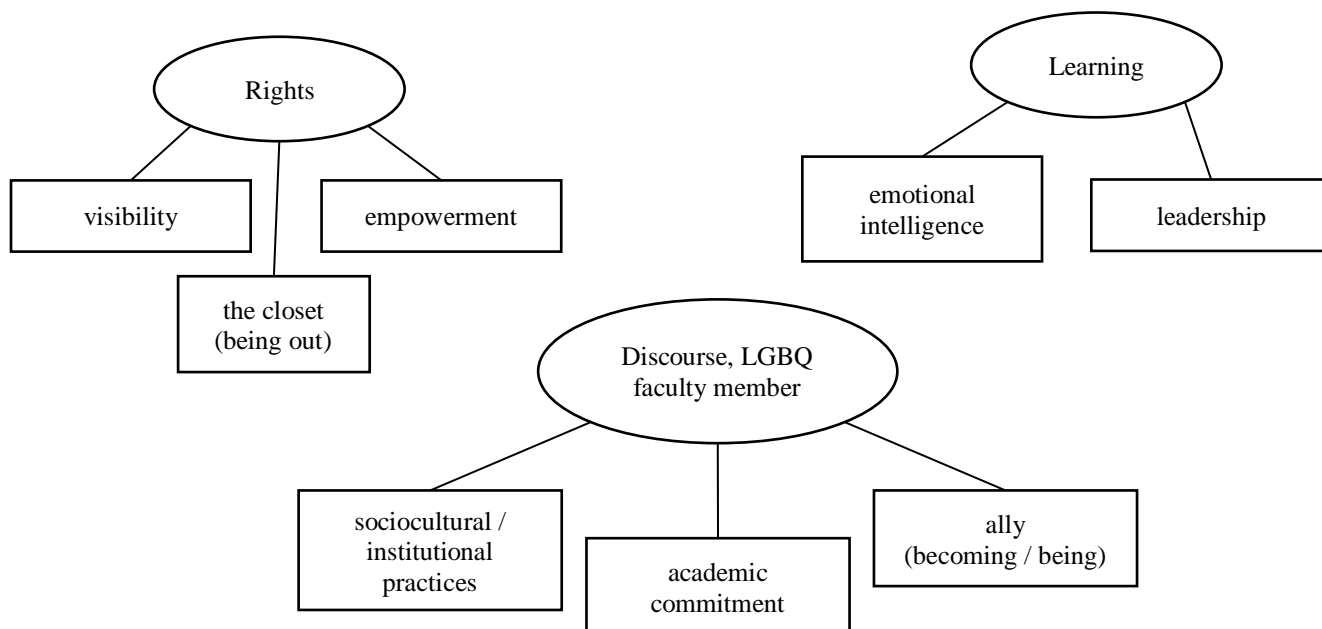 Rights
visibility
empowerment
the closet
(being out)
Learning
emotional
intelligence
leadership
Discourse, LGBQ
faculty member
sociocultural /
institutional
practices
academic
commitment
ally
(becoming / being)